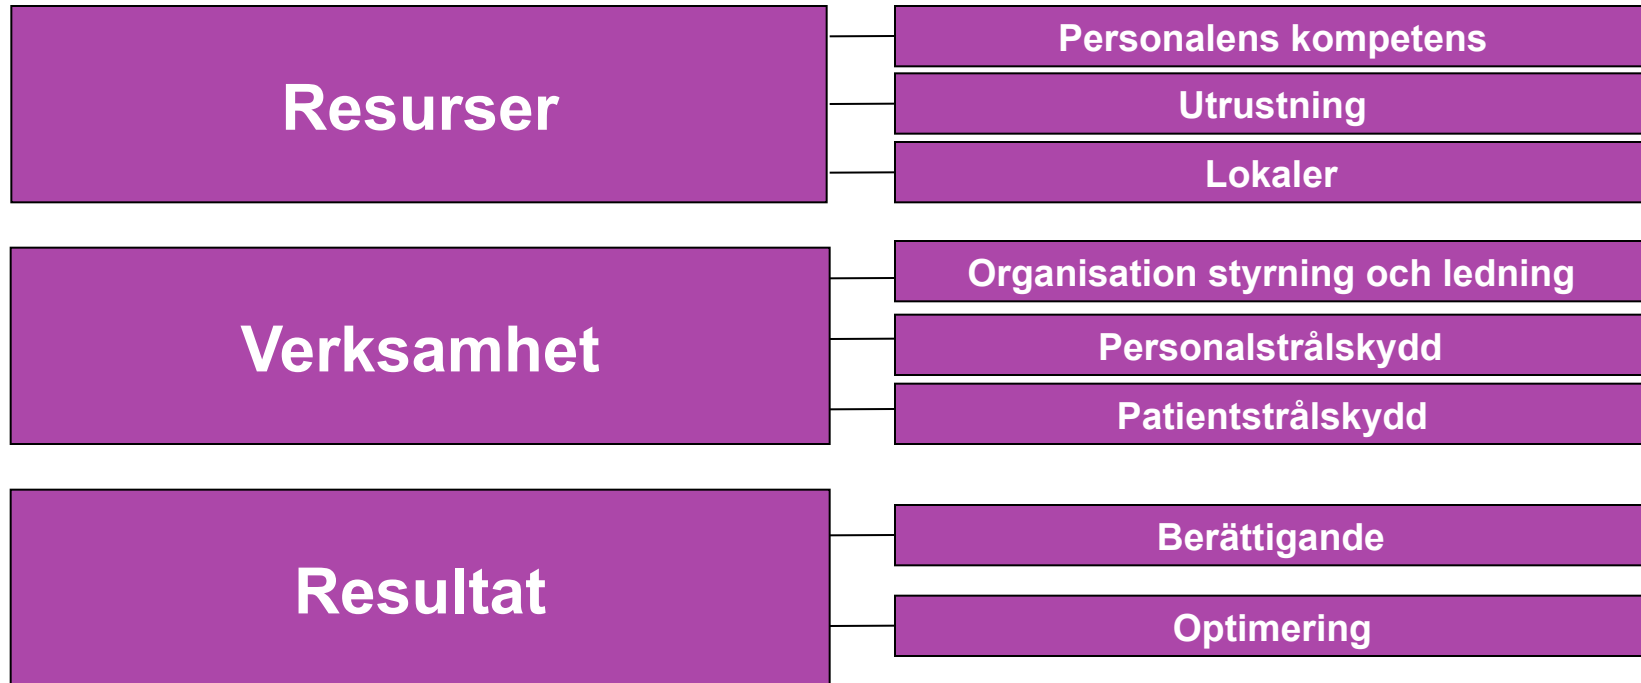 Resurser
Personalens kompetens
Utrustning
Lokaler
Verksamhet
Organisation styrning och ledning
Personalstrålskydd
Patientstrålskydd
Resultat
Berättigande
Optimering